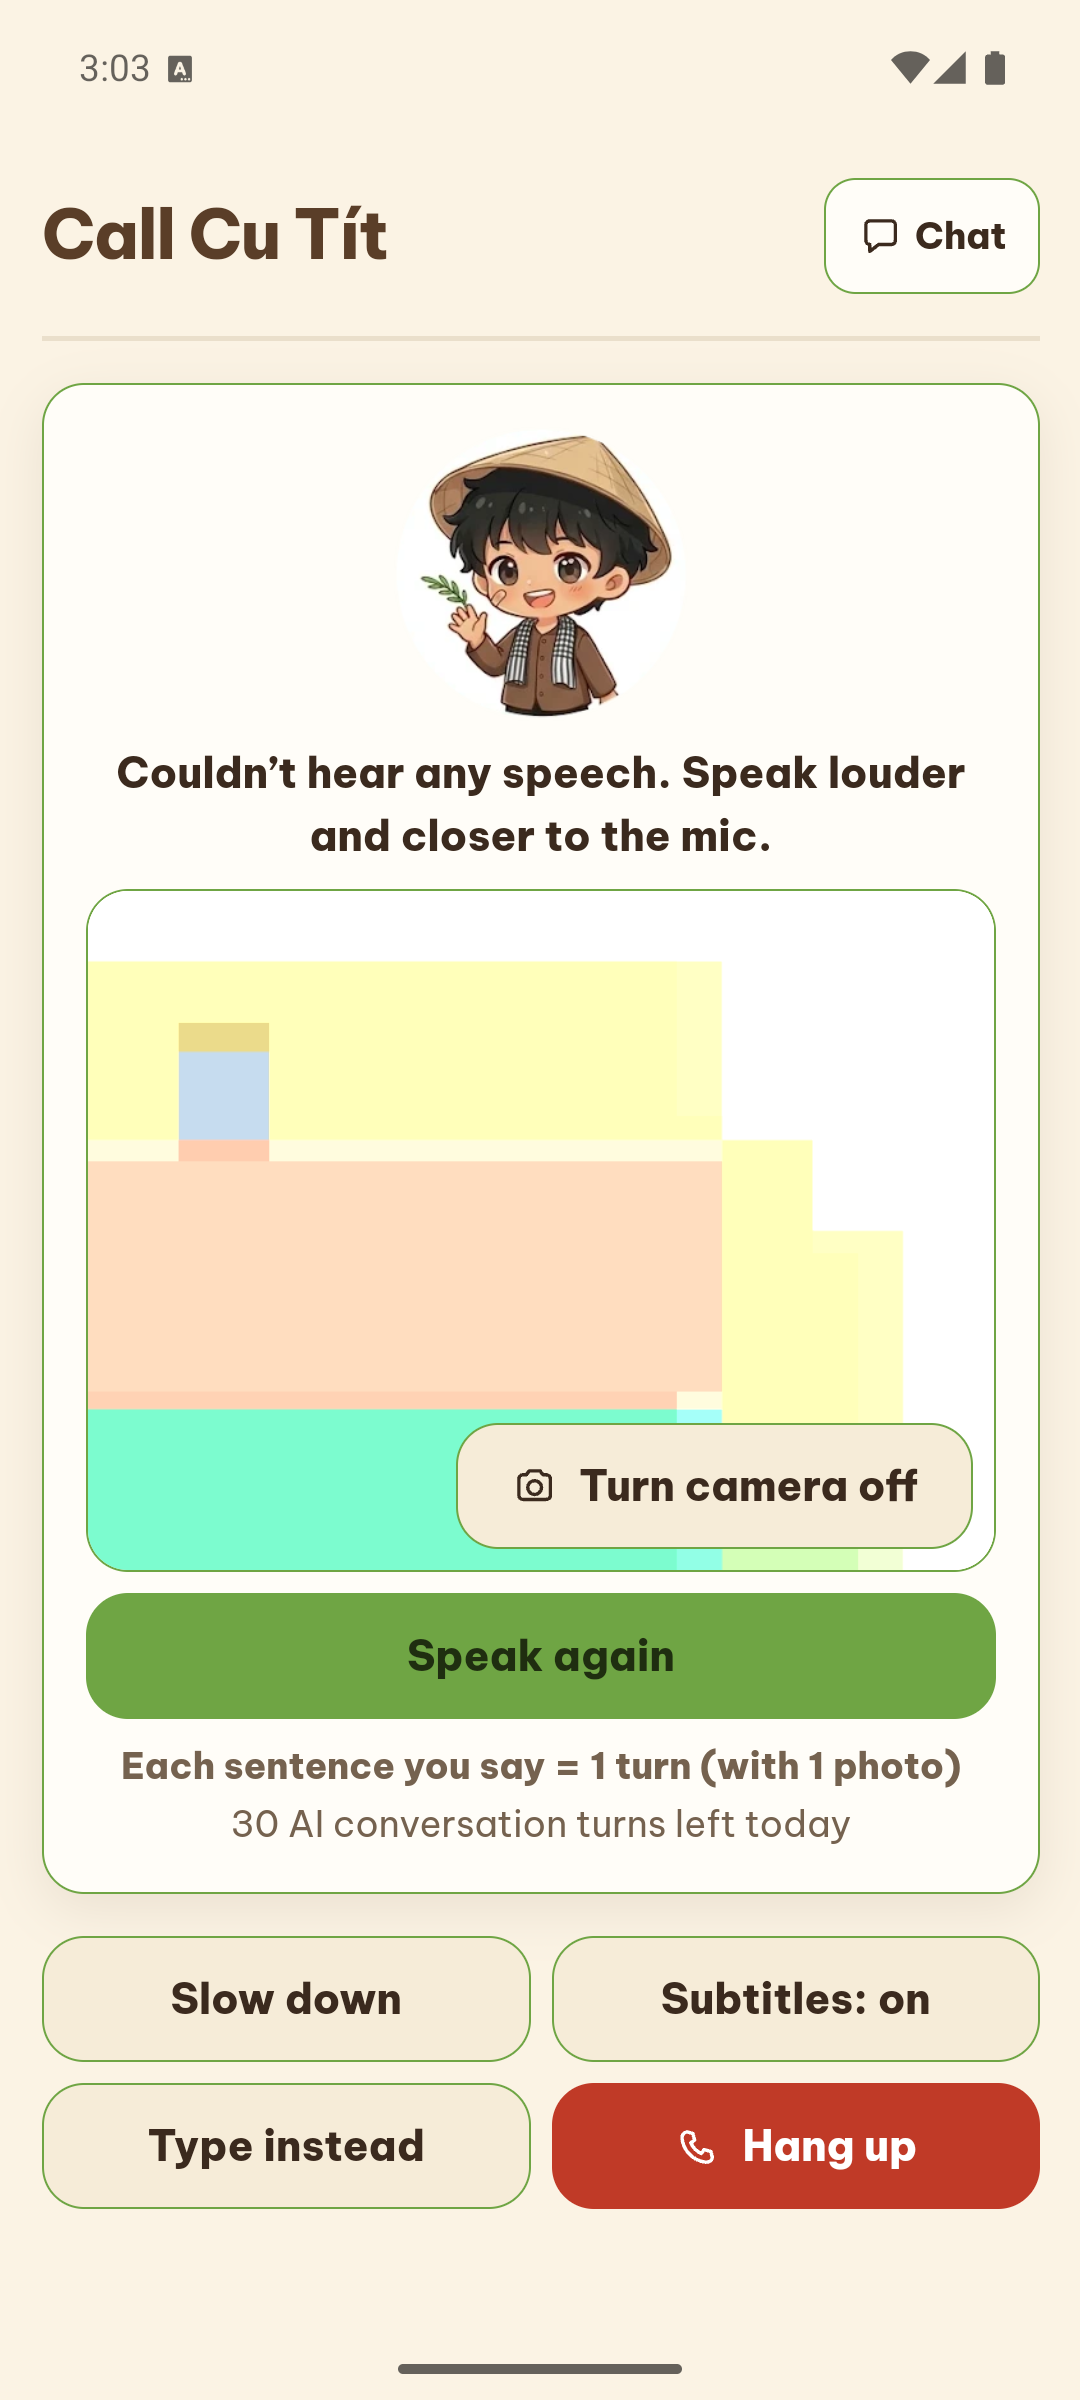 3:03
Call Cu Tít
Chat
Couldn’t hear any speech. Speak louder
and closer to the mic.
Turn camera off
Speak again
Each sentence you say = 1 turn (with 1 photo)
30 AI conversation turns left today
Slow down
Subtitles: on
Type instead
Hang up